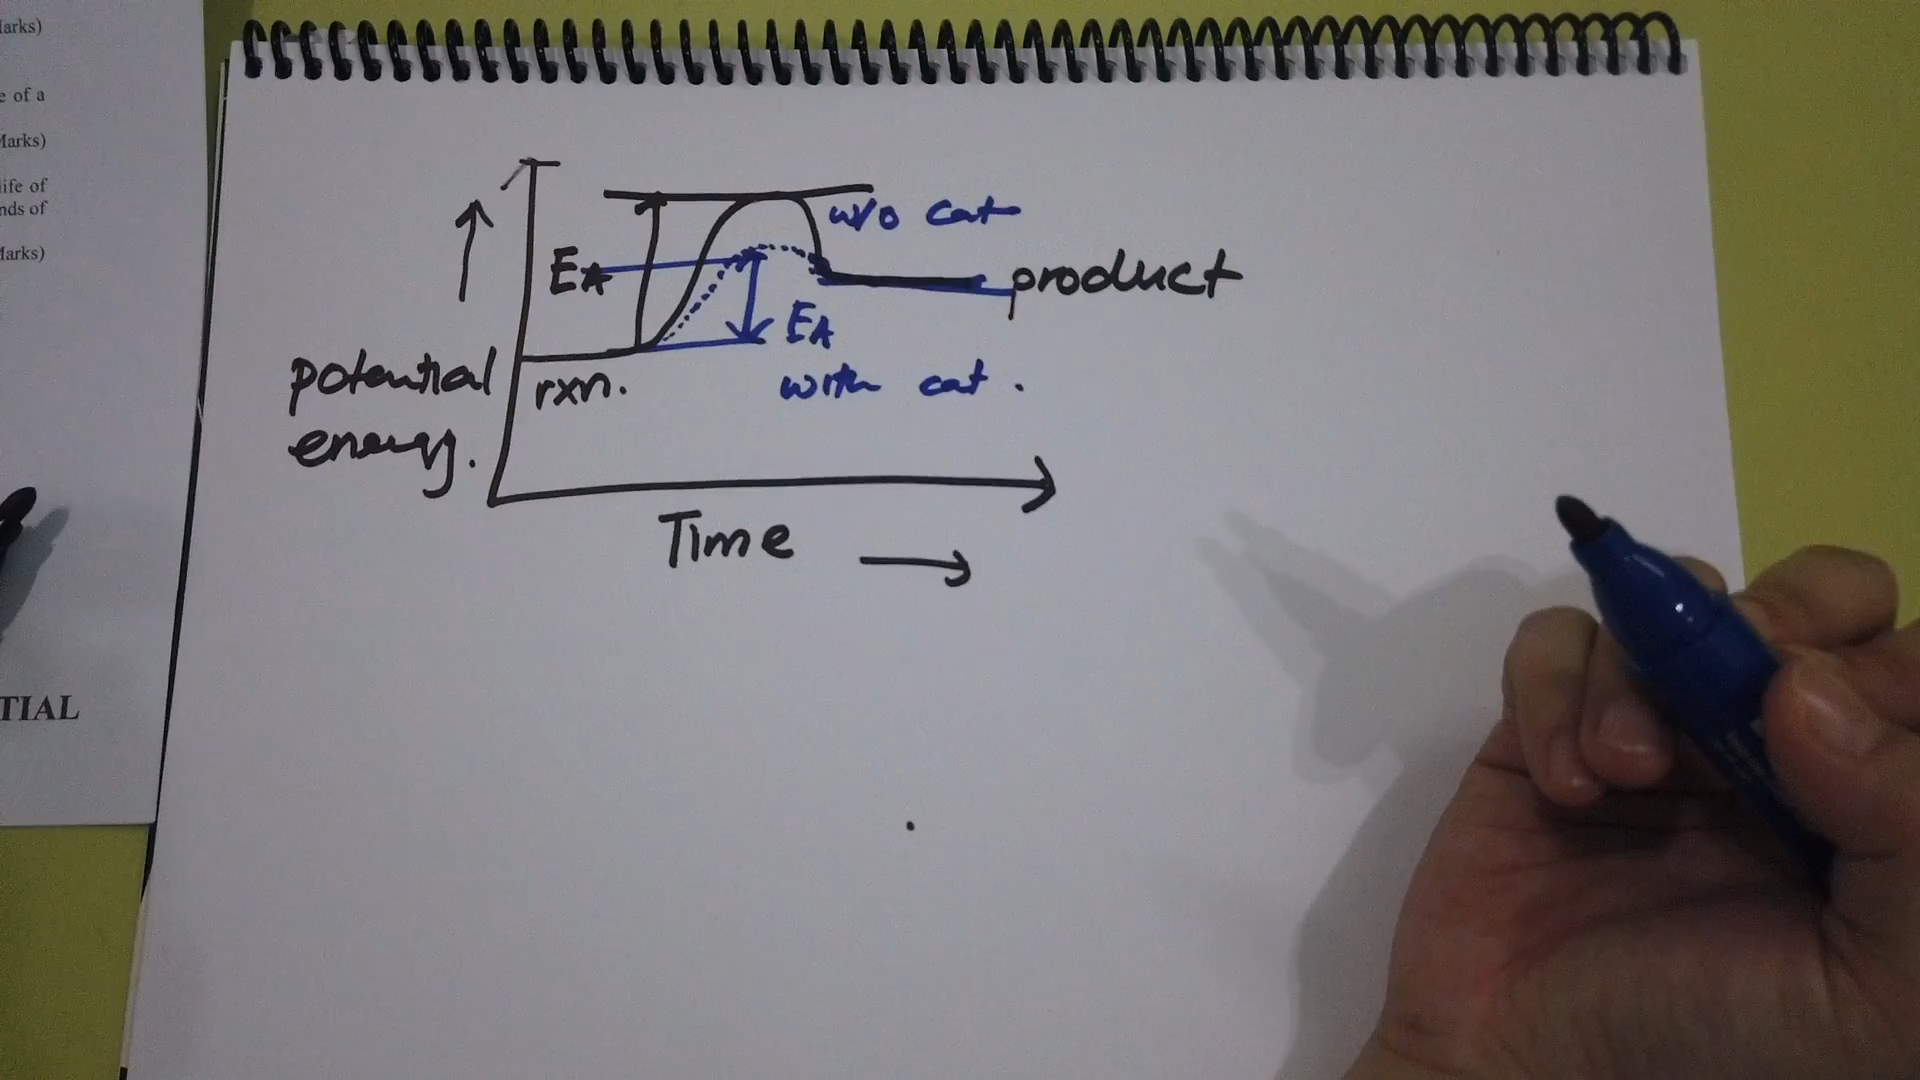 arks)
e of a
Marks)
life of
nds of
Marks)
TIAL
w/o cat
EA
product
EA
potential
rxn.
with cat.
energy.
Time